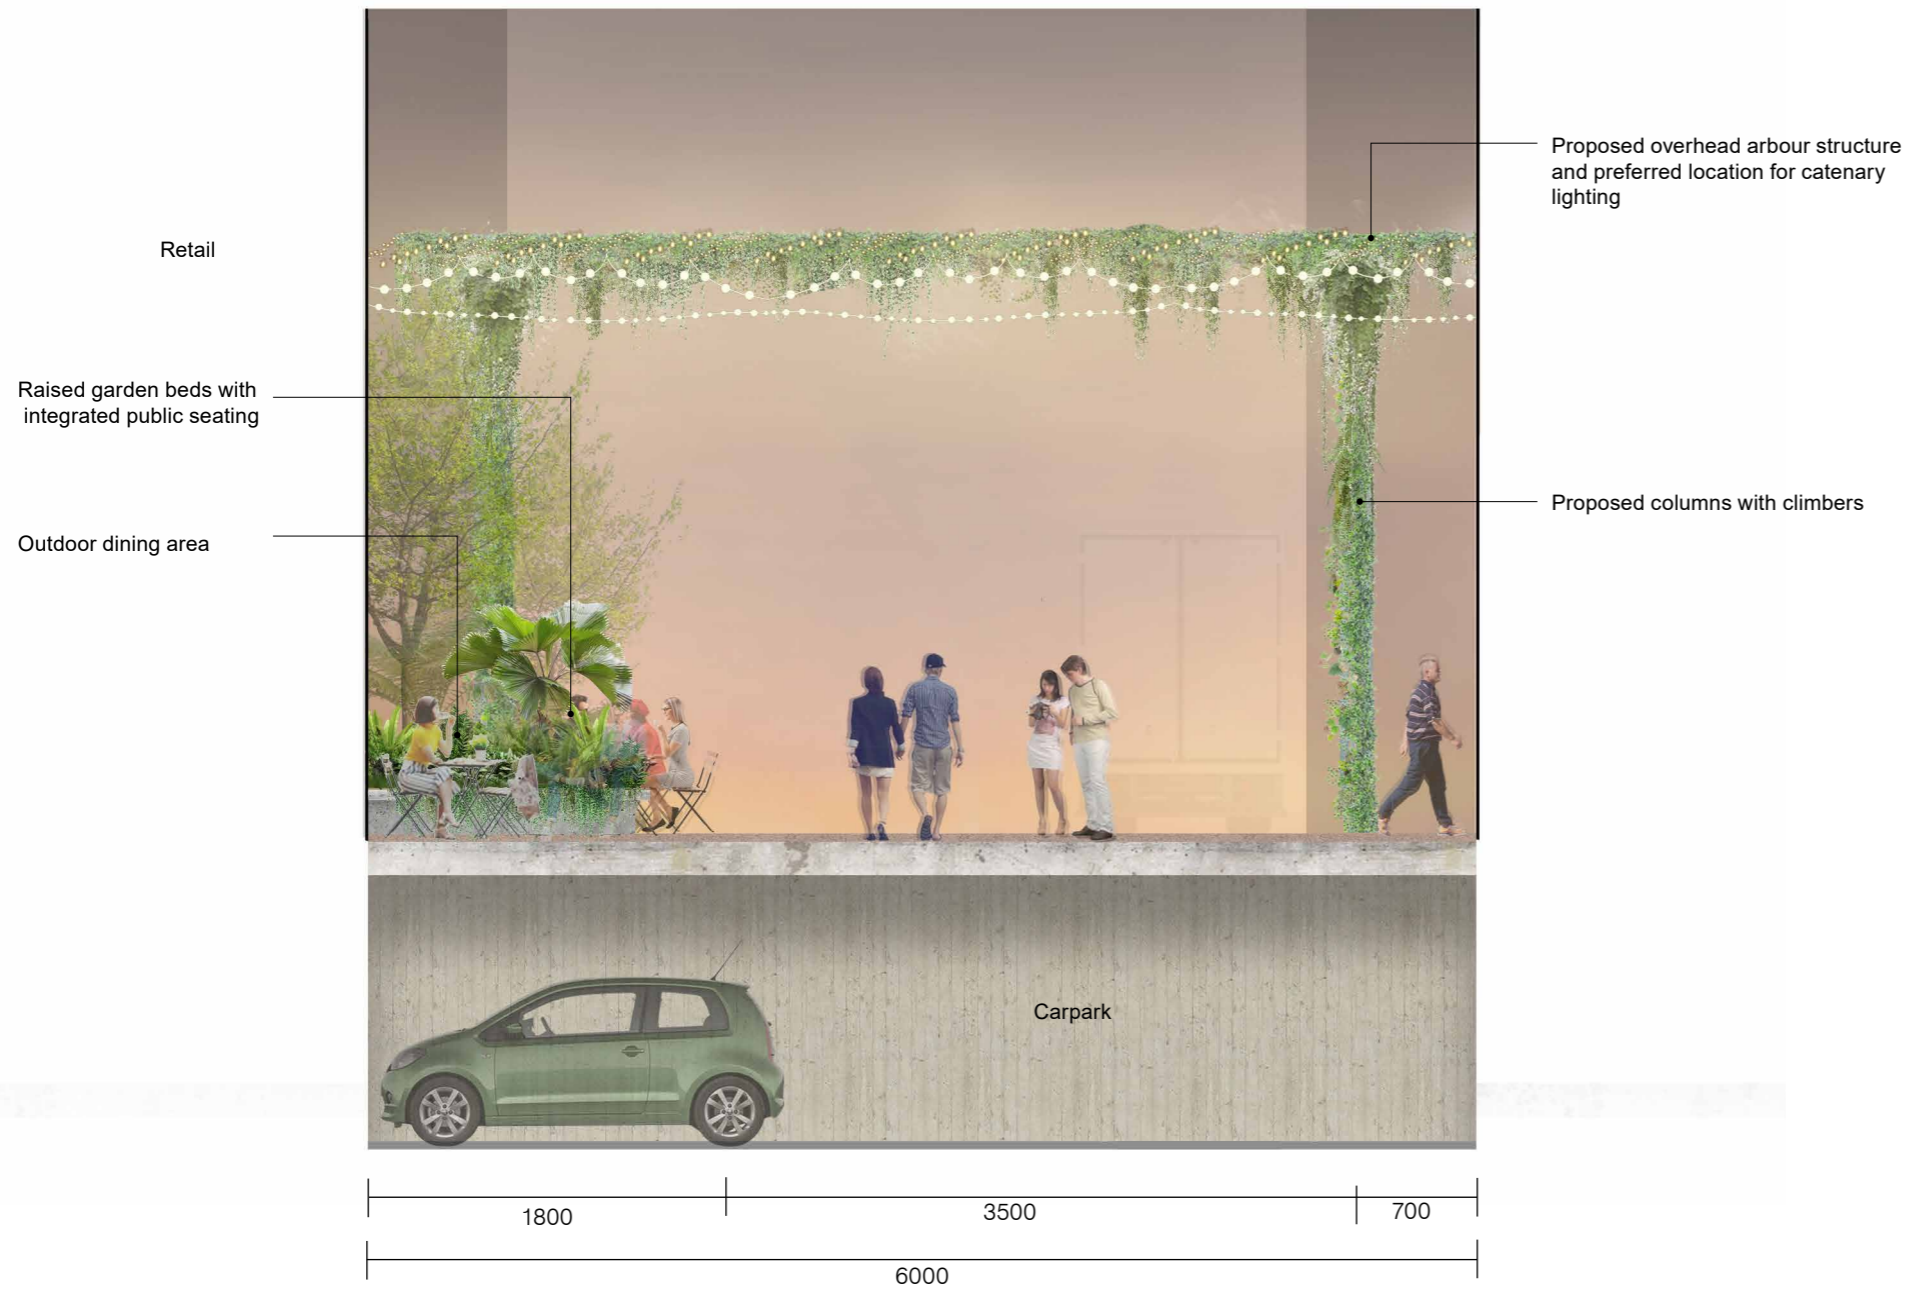 Proposed overhead arbour structure
and preferred location for catenary
lighting
Retail
Raised garden beds with
integrated public seating
Proposed columns with climbers
Outdoor dining area
Carpark
1800
3500
700
6000